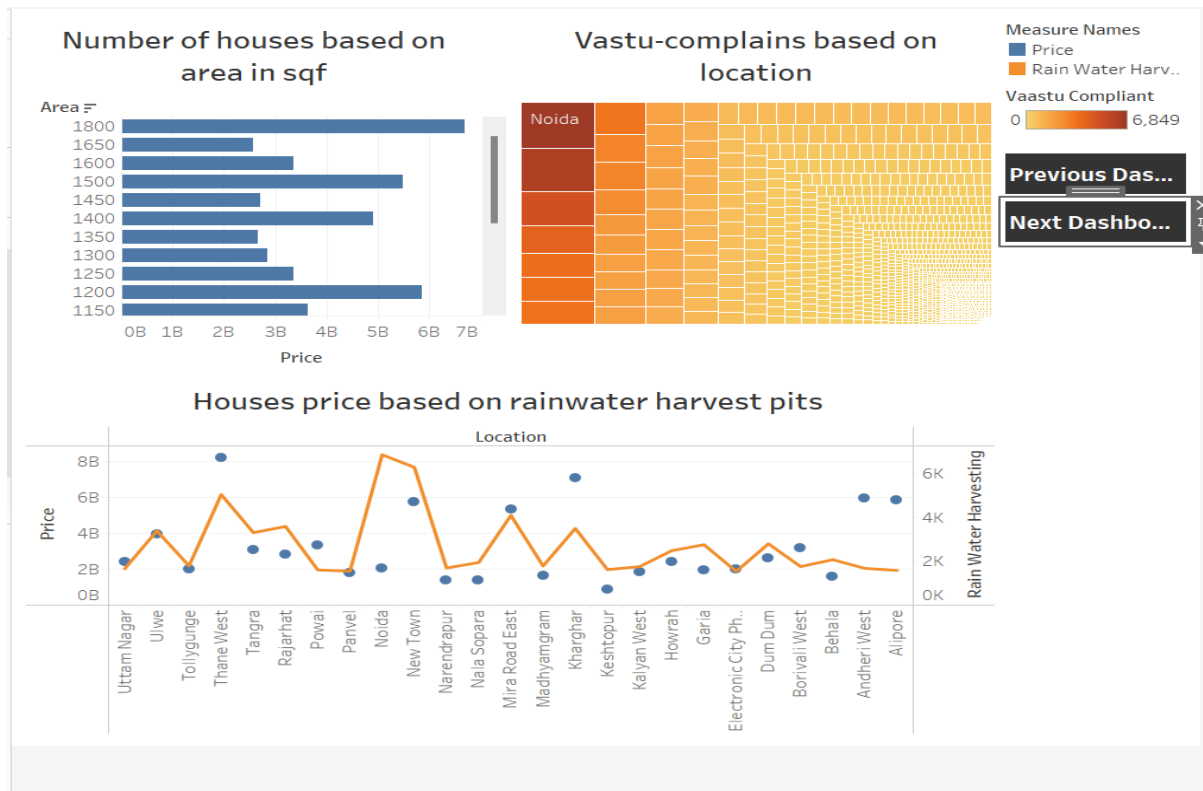 Number of houses based on
area in sqf
Area
1800
1650
1600
1500
1450
1400
1350
1300
1250
1200
1150
0B 1B 2B 3B 4B 5B 6B 7B
Price
Vastu-complains based on
location
Noida
Measure Names
Price
Rain Water Harv..
Vaastu Compliant
0 6,849
Previous Das...
Next Dashbo...
Houses price based on rainwater harvest pits
Location
Price
8B
6B
4B
2B
0B
6K
4K
2K
0K
Rain Water Harvesting
Uttam Nagar
Ulwe
Tollygunge
Thane West
Tangra
Rajarhat
Powai
Panvel
Noida
New Town
Narendrapur
Nala Sopara
Mira Road East
Madhyamgram
Kharghar
Keshtopur
Kalyan West
Howrah
Garia
Electronic City Ph..
Dum Dum
Borivali West
Behala
Andheri West
Alipore